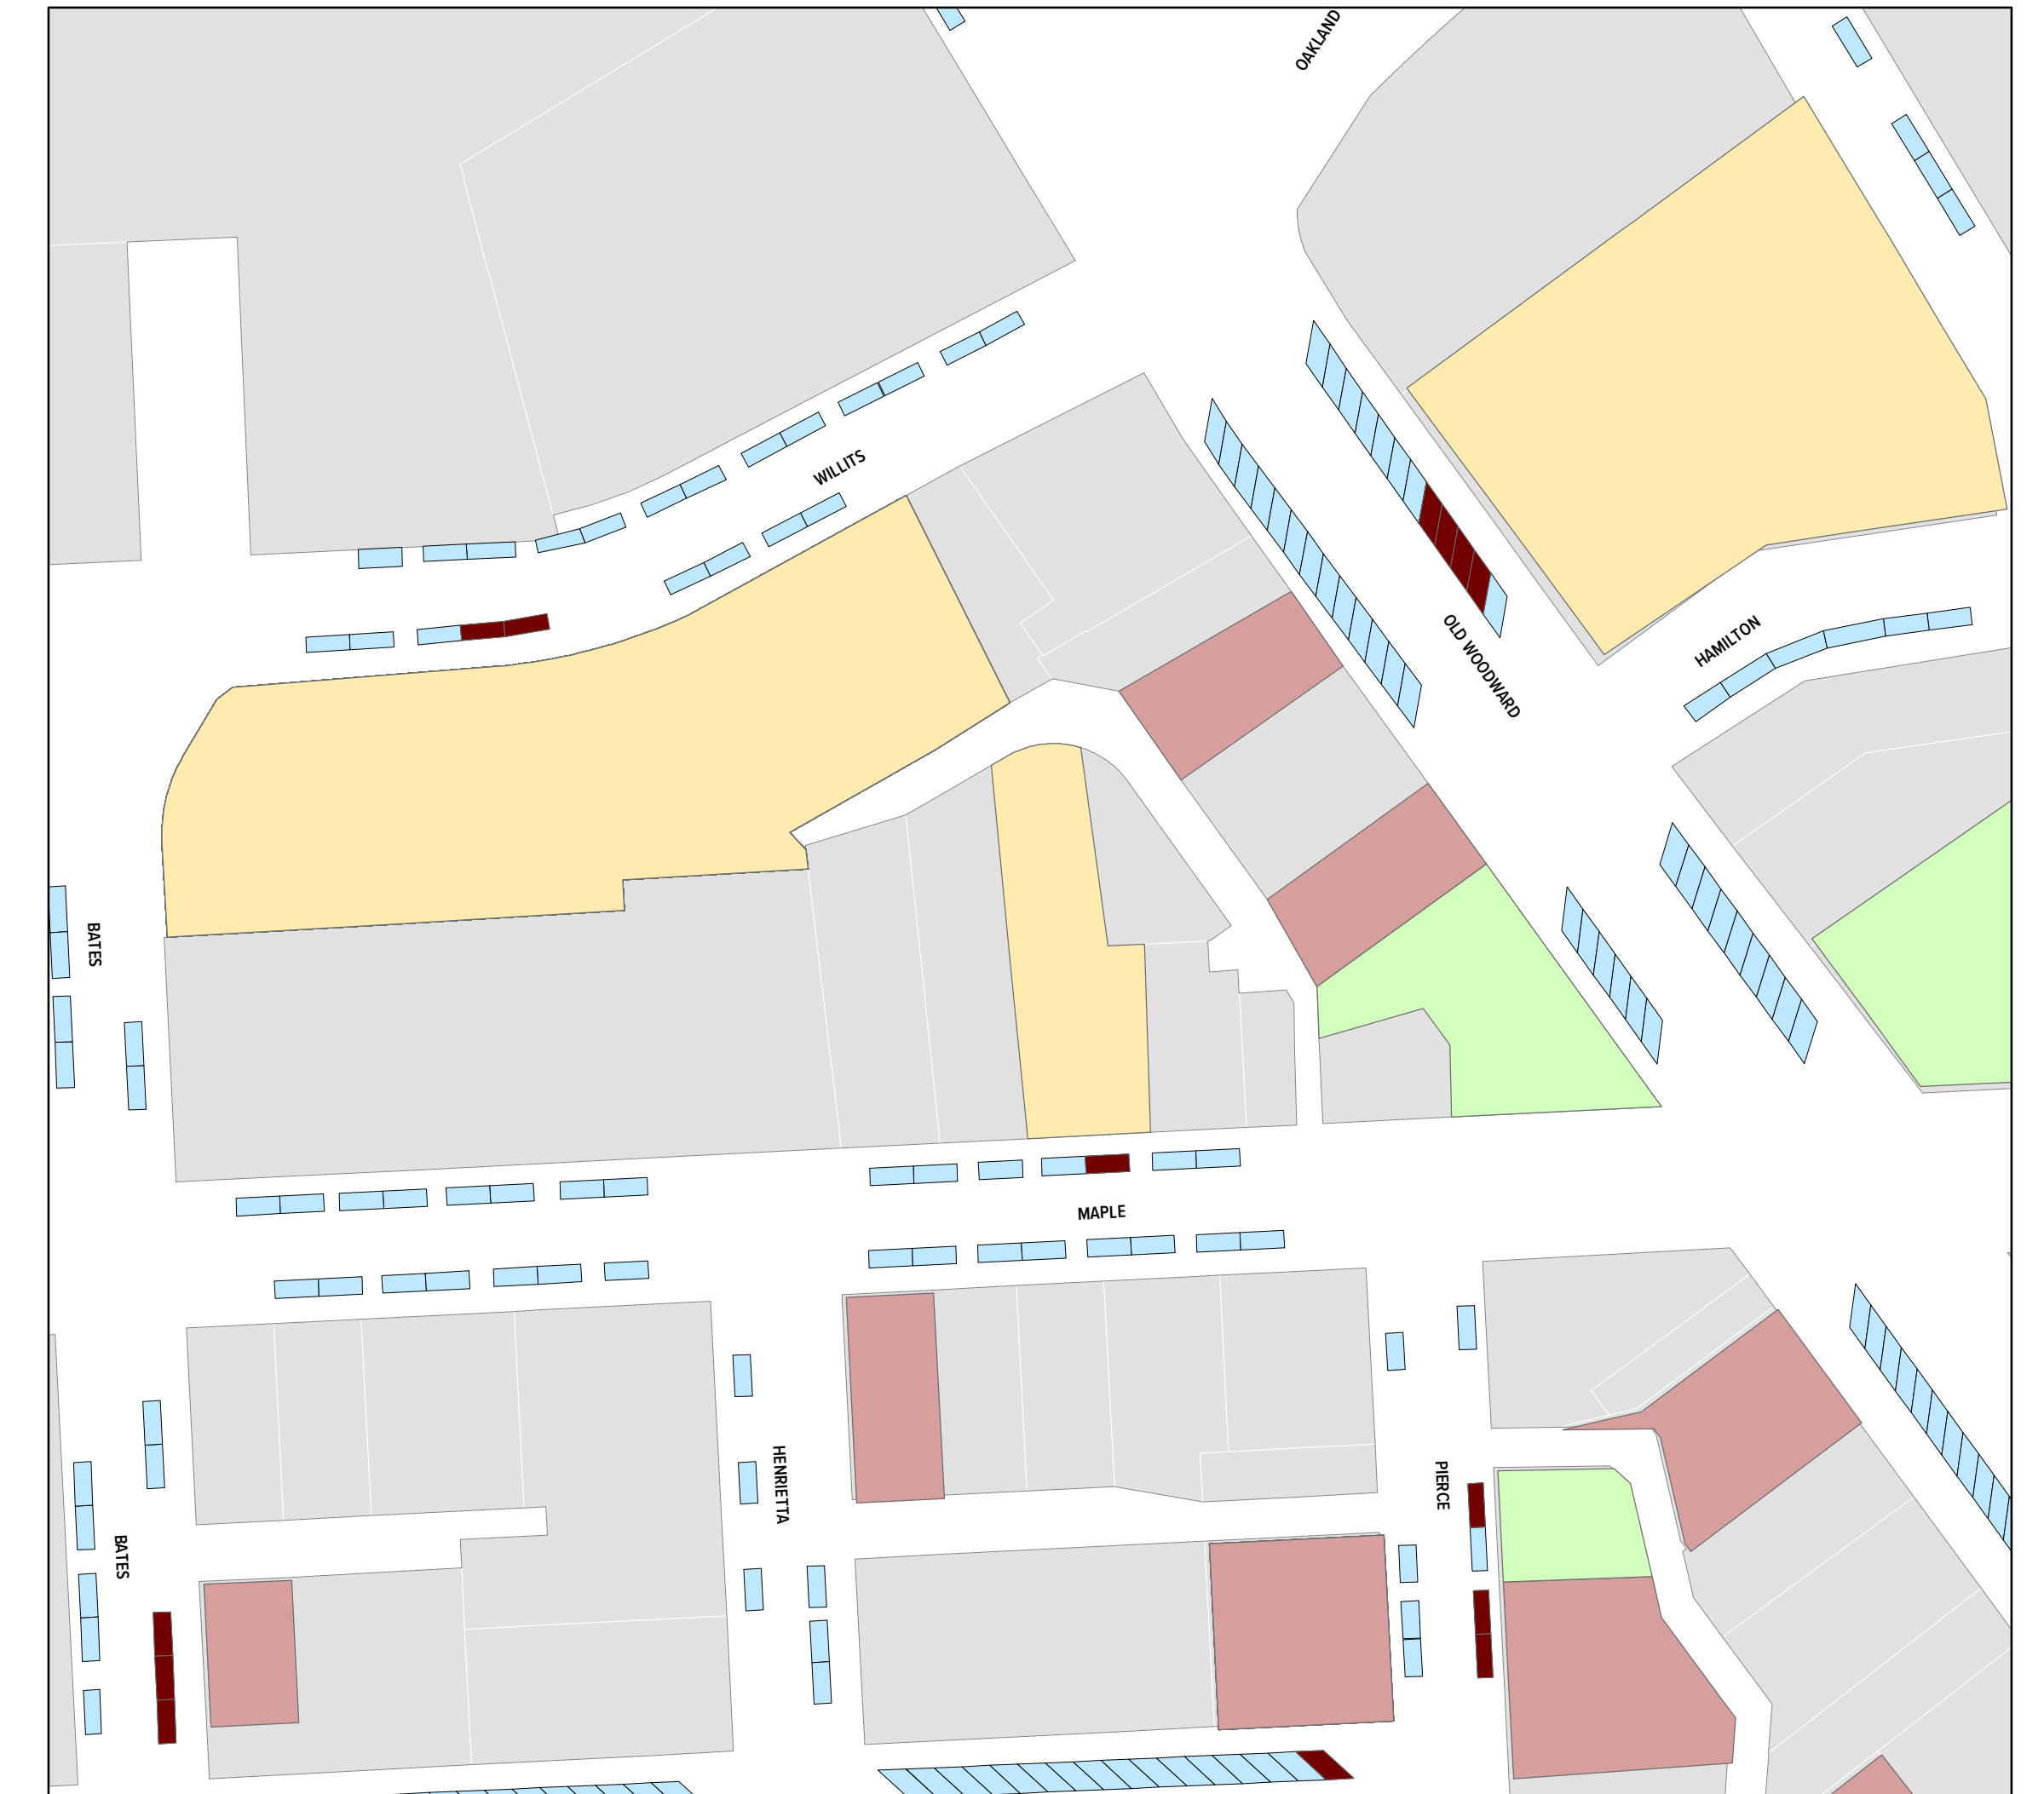 OAKLAND
WILLITS
OLD WOODWARD
HAMILTON
BATES
MAPLE
HENRIETTA
PIERCE
BATES